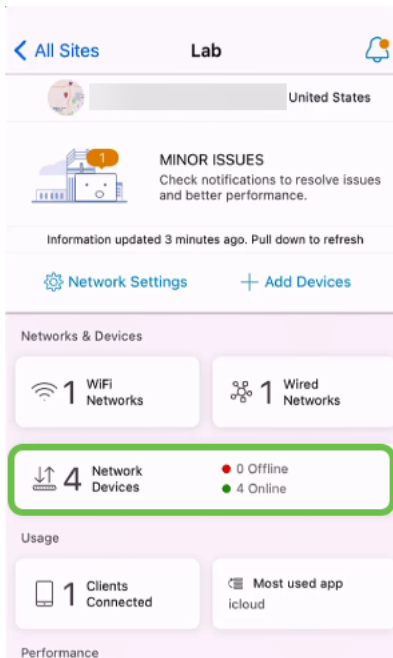 All Sites
Lab
United States
1
MINOR ISSUES
Check notifications to resolve issues
and better performance.
Information updated 3 minutes ago. Pull down to refresh
Network Settings
Add Devices
Networks & Devices
1 WiFi
Networks
1 Wired
Networks
4 Network
Devices
0 Offline
4 Online
Usage
1 Clients
Connected
Most used app
icloud
Performance